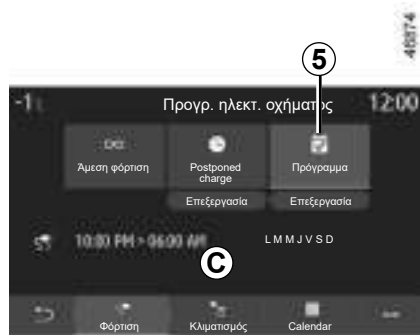 48874
5
-1 Προγρ. ηλεκτ. οχήματος 12:00
Άμεση φόρτιση
Postponed charge
Πρόγραμμα
Επεξεργασία Επεξεργασία
10:00 PM > 06:00 AM L M M J V S D
C
Φόρτιση Κλιματισμός Calendar